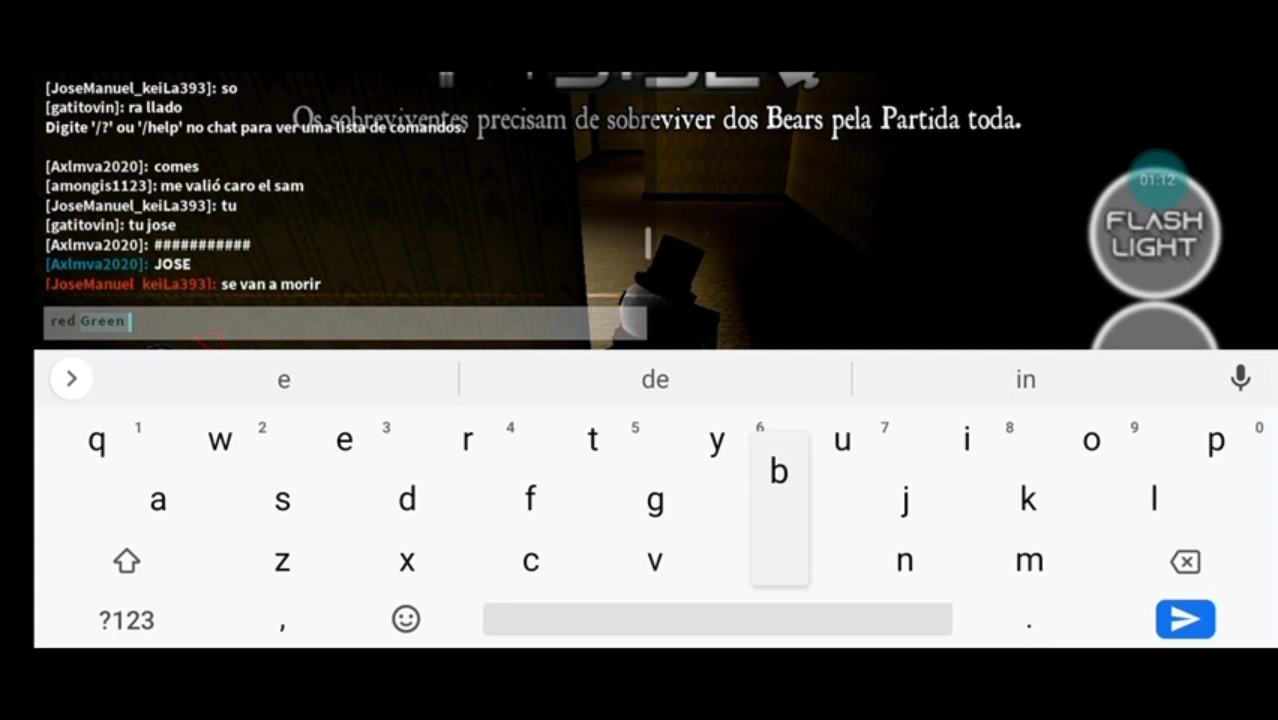 [JoseManuel_keiLa393]: so
[gatitovin]: ra llado
Os sobreviventes precisam de sobreviver dos Bears pela Partida toda.
Digite '/?' ou '/help' no chat para ver uma lista de comandos.
[Axlmva2020]: comes
[amongis1123]: me valió caro el sam
[JoseManuel_keiLa393]: tu
[gatitovin]: tu jose
[Axlmva2020]: ###########
[Axlmva2020]: JOSE
[JoseManuel_keiLa393]: se van a morir
01:12
FLASH
LIGHT
red Green
e de in
q 1 w 2 e 3 r 4 t 5 y 6 u 7 i 8 o 9 p 0
a s d f g j k l
b
z x c v n m
?123 , .